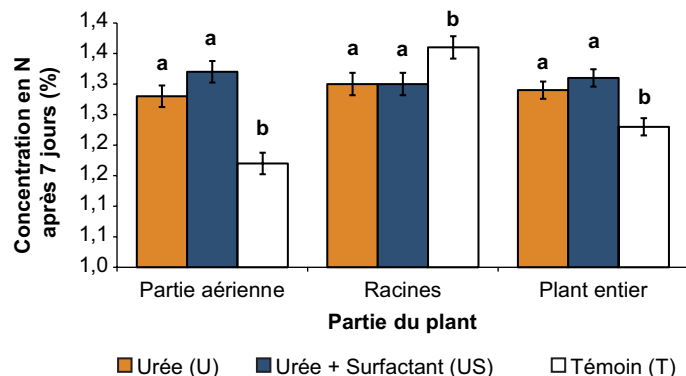 Concentration en N
après 7 jours (%)
1,4
1,4
1,3
1,3
1,2
1,2
1,1
1,1
1,0
a a b
a a b
a a b
Partie aérienne Racines Plant entier
Partie du plant
Urée (U) Urée + Surfactant (US) Témoin (T)